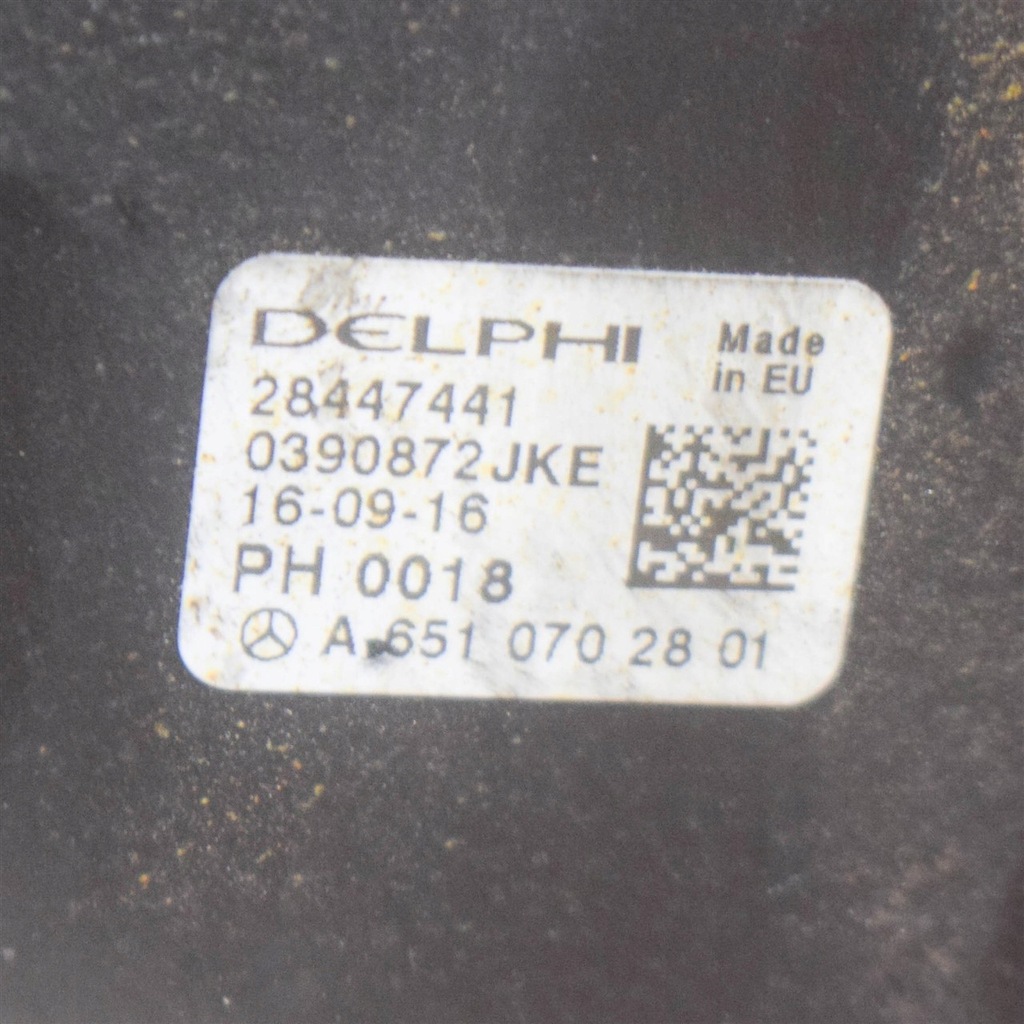 DELPHI
Made
in EU
28447441
0390872JKE
16-09-16
PH 0018
A 651 070 28 01